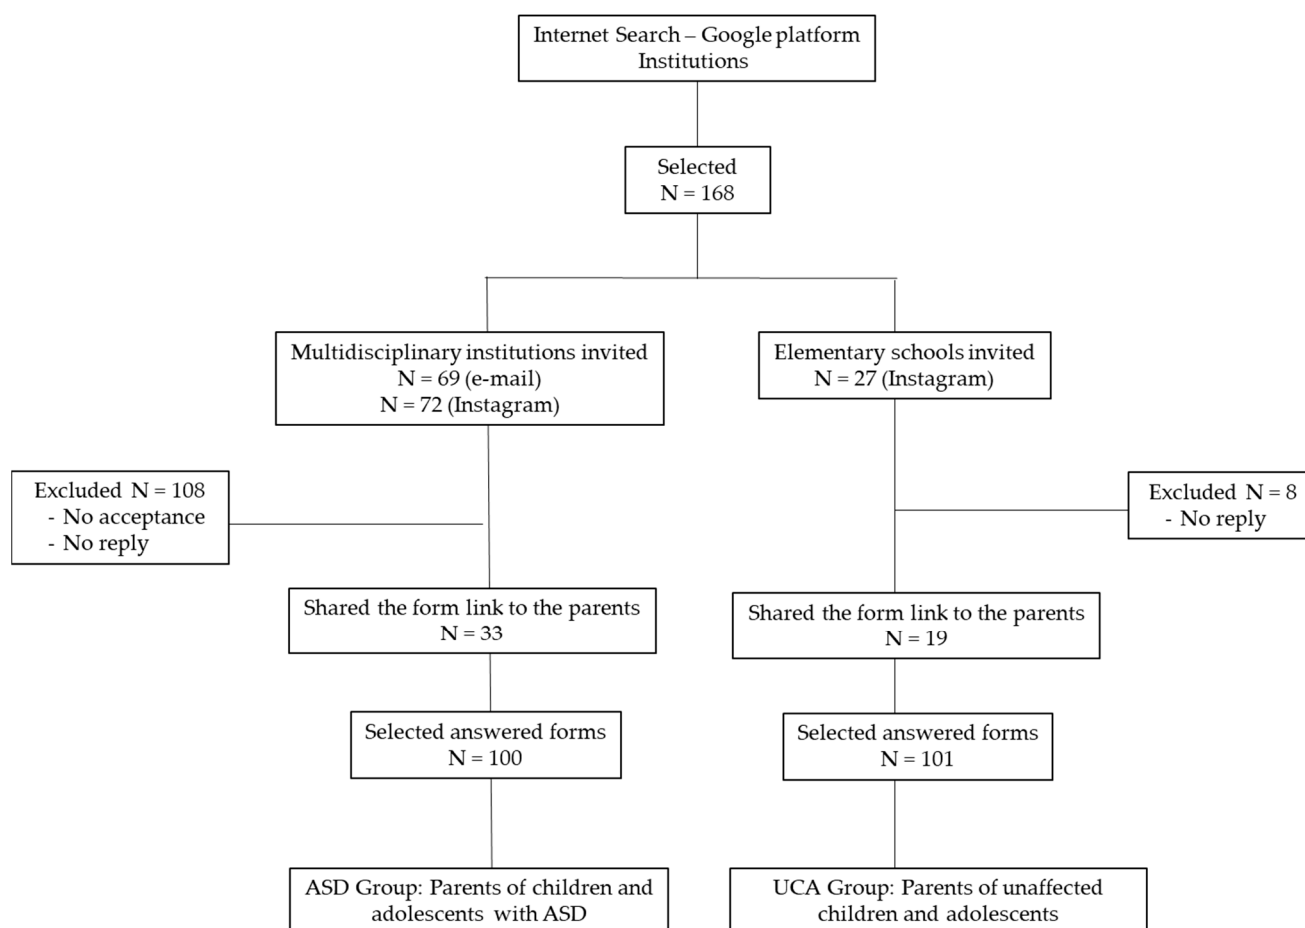 Internet Search – Google platform
Institutions
Selected
N = 168
Multidisciplinary institutions invited
N = 69 (e-mail)
N = 72 (Instagram)
Elementary schools invited
N = 27 (Instagram)
Excluded N = 108
- No acceptance
- No reply
Excluded N = 8
- No reply
Shared the form link to the parents
N = 33
Shared the form link to the parents
N = 19
Selected answered forms
N = 100
Selected answered forms
N = 101
ASD Group: Parents of children and
adolescents with ASD
UCA Group: Parents of unaffected
children and adolescents